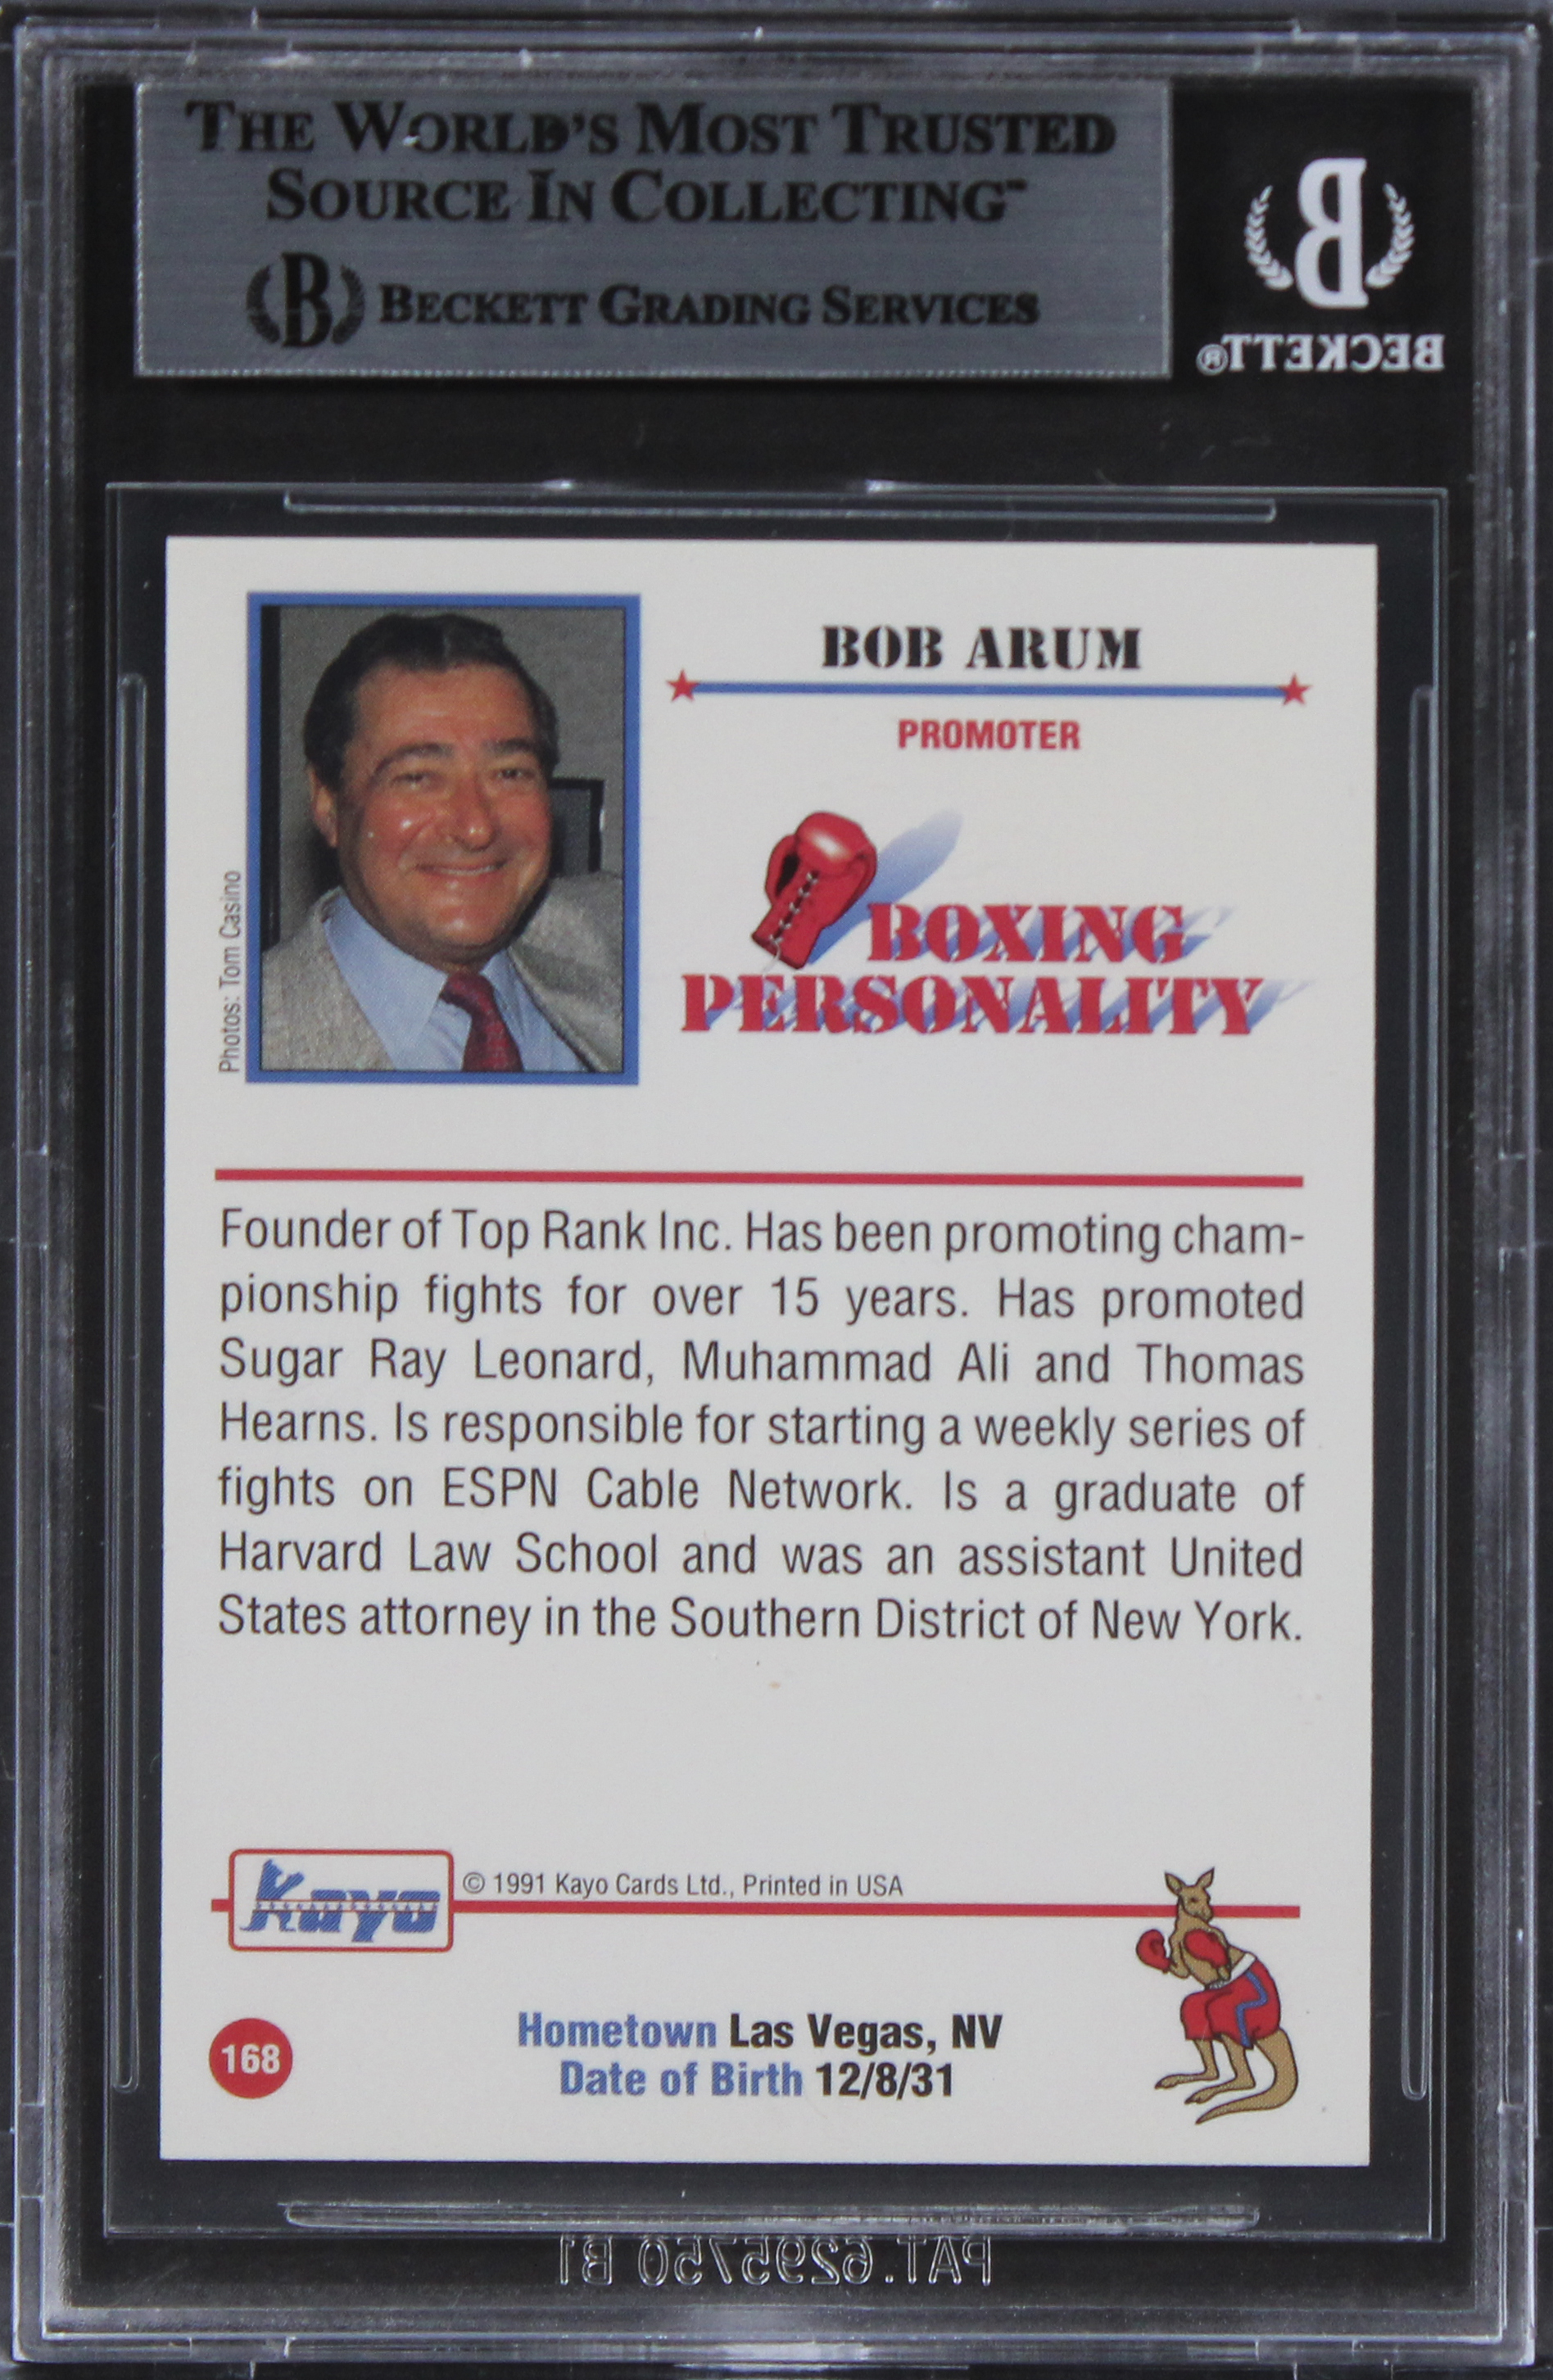 THE WORLD'S MOST TRUSTED
SOURCE IN COLLECTING™
B BECKETT GRADING SERVICES
B
BECKETT®
BOB ARUM
PROMOTER
BOXING
PERSONALITY
Photos: Tom Casino
Founder of Top Rank Inc. Has been promoting cham-
pionship fights for over 15 years. Has promoted
Sugar Ray Leonard, Muhammad Ali and Thomas
Hearns. Is responsible for starting a weekly series of
fights on ESPN Cable Network. Is a graduate of
Harvard Law School and was an assistant United
States attorney in the Southern District of New York.
Kayo
© 1991 Kayo Cards Ltd., Printed in USA
168
Hometown Las Vegas, NV
Date of Birth 12/8/31
PAT.6295750 B1